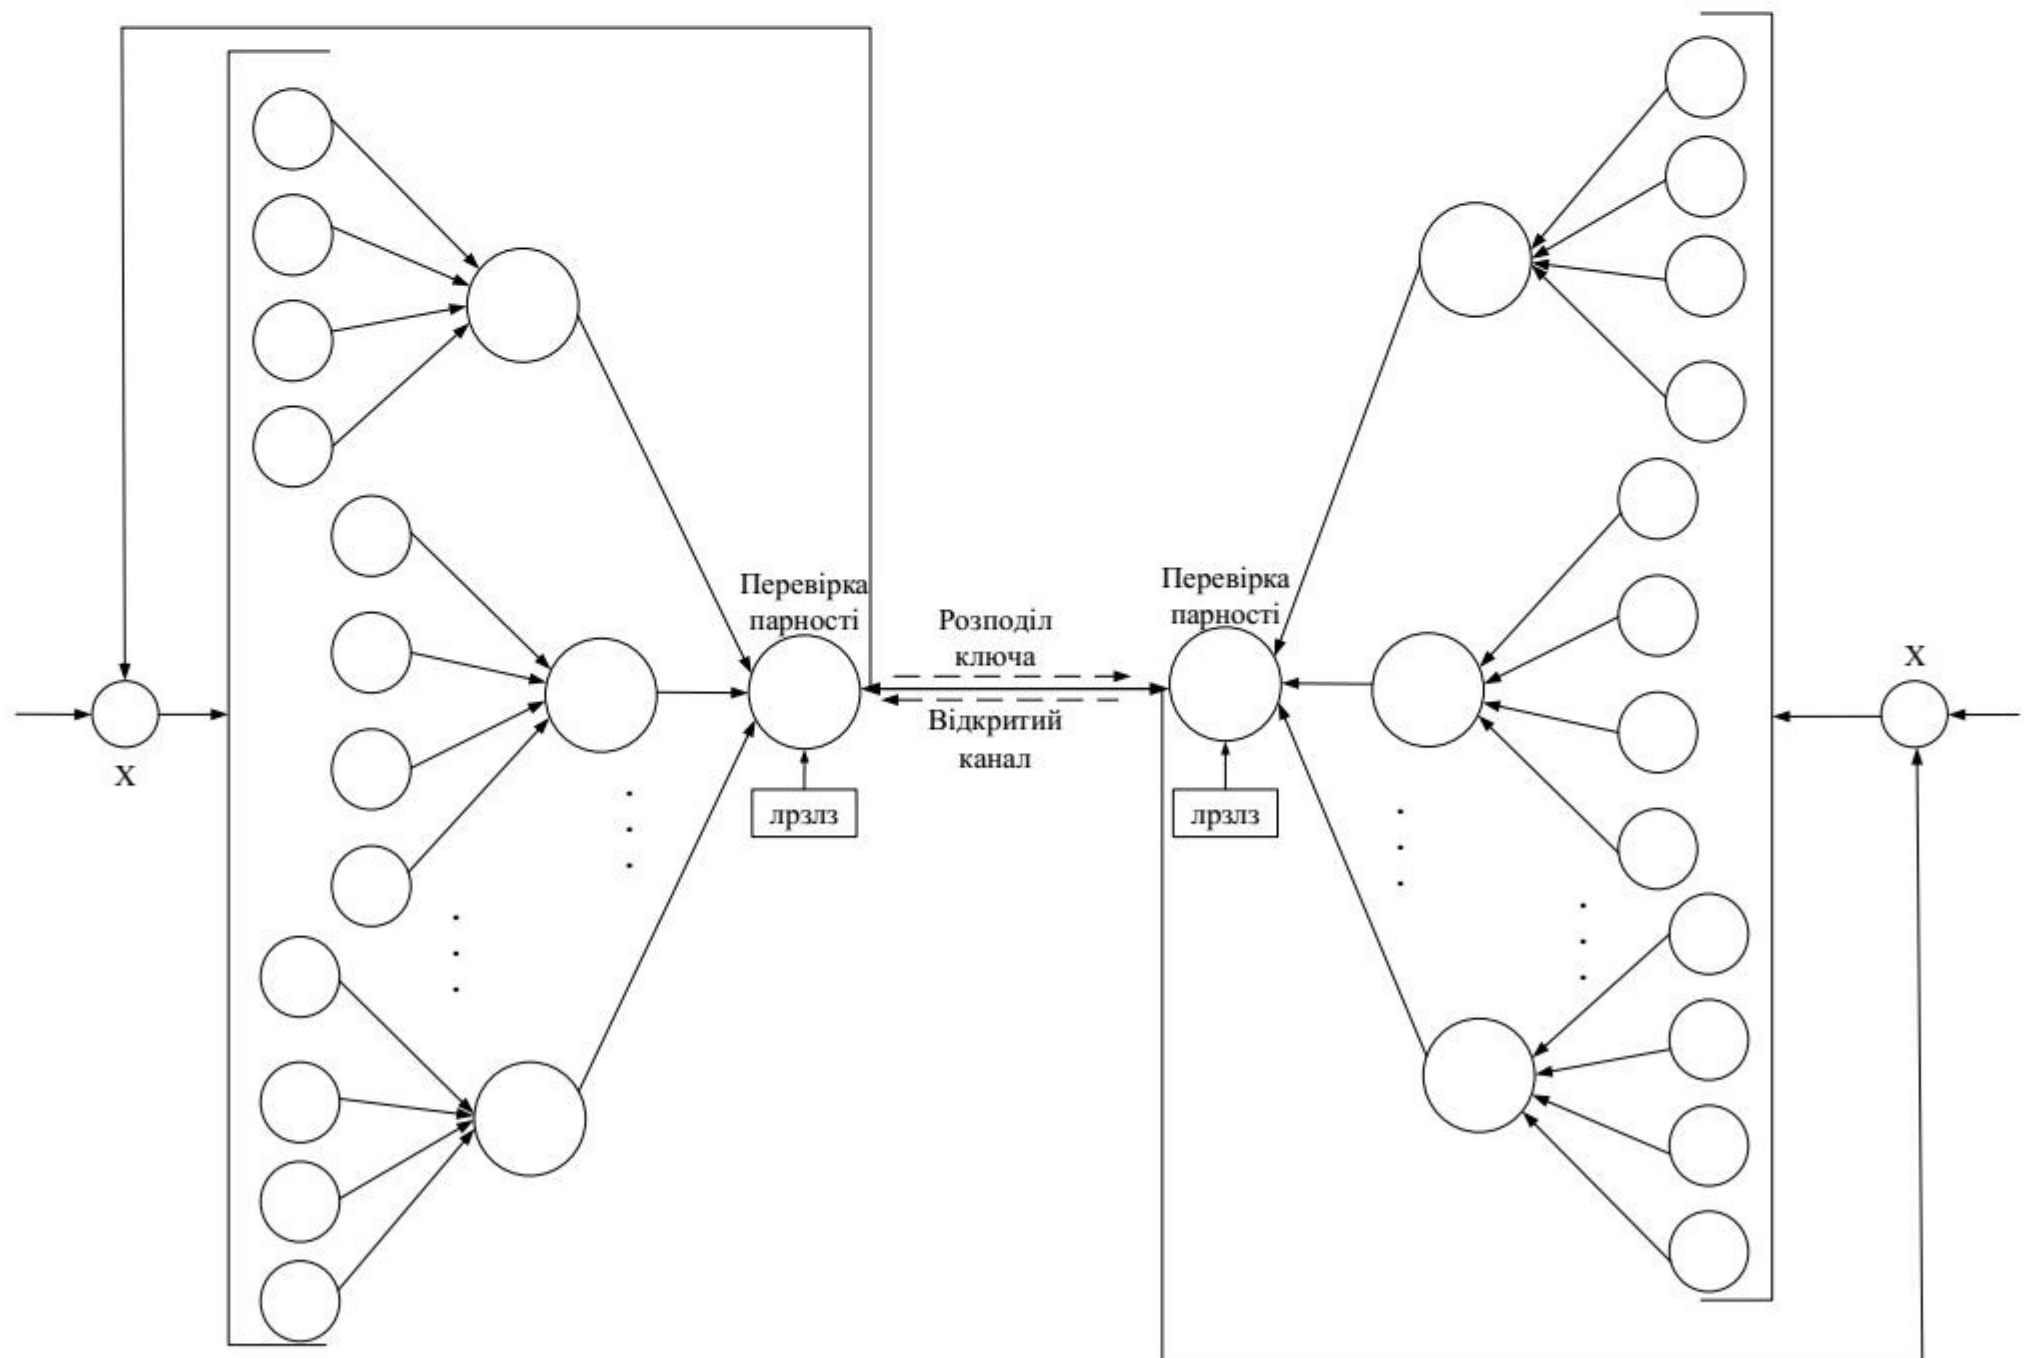 Перевірка
парності
Розподіл
ключа
Відкритий
канал
лрзлз
X
Перевірка
парності
лрзлз
X